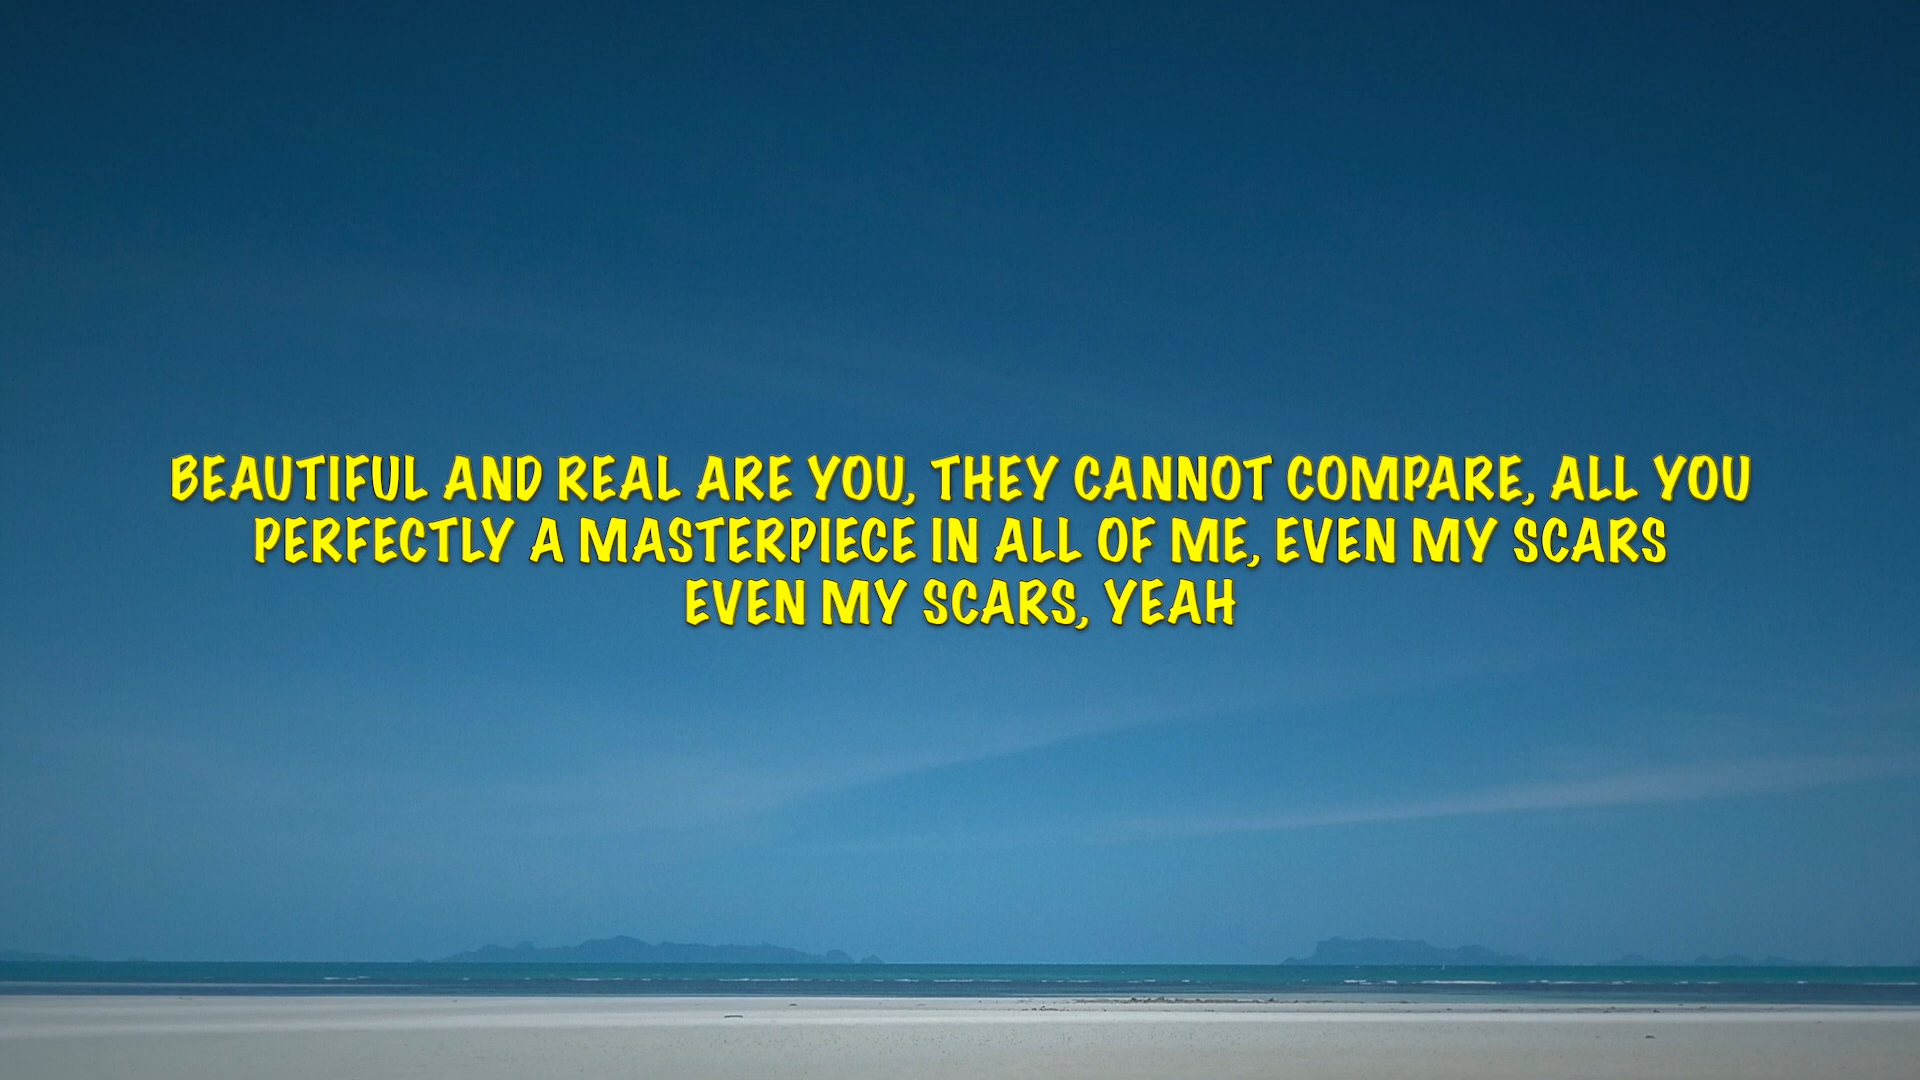 BEAUTIFUL AND REAL ARE YOU, THEY CANNOT COMPARE, ALL YOU
PERFECTLY A MASTERPIECE IN ALL OF ME, EVEN MY SCARS
EVEN MY SCARS, YEAH